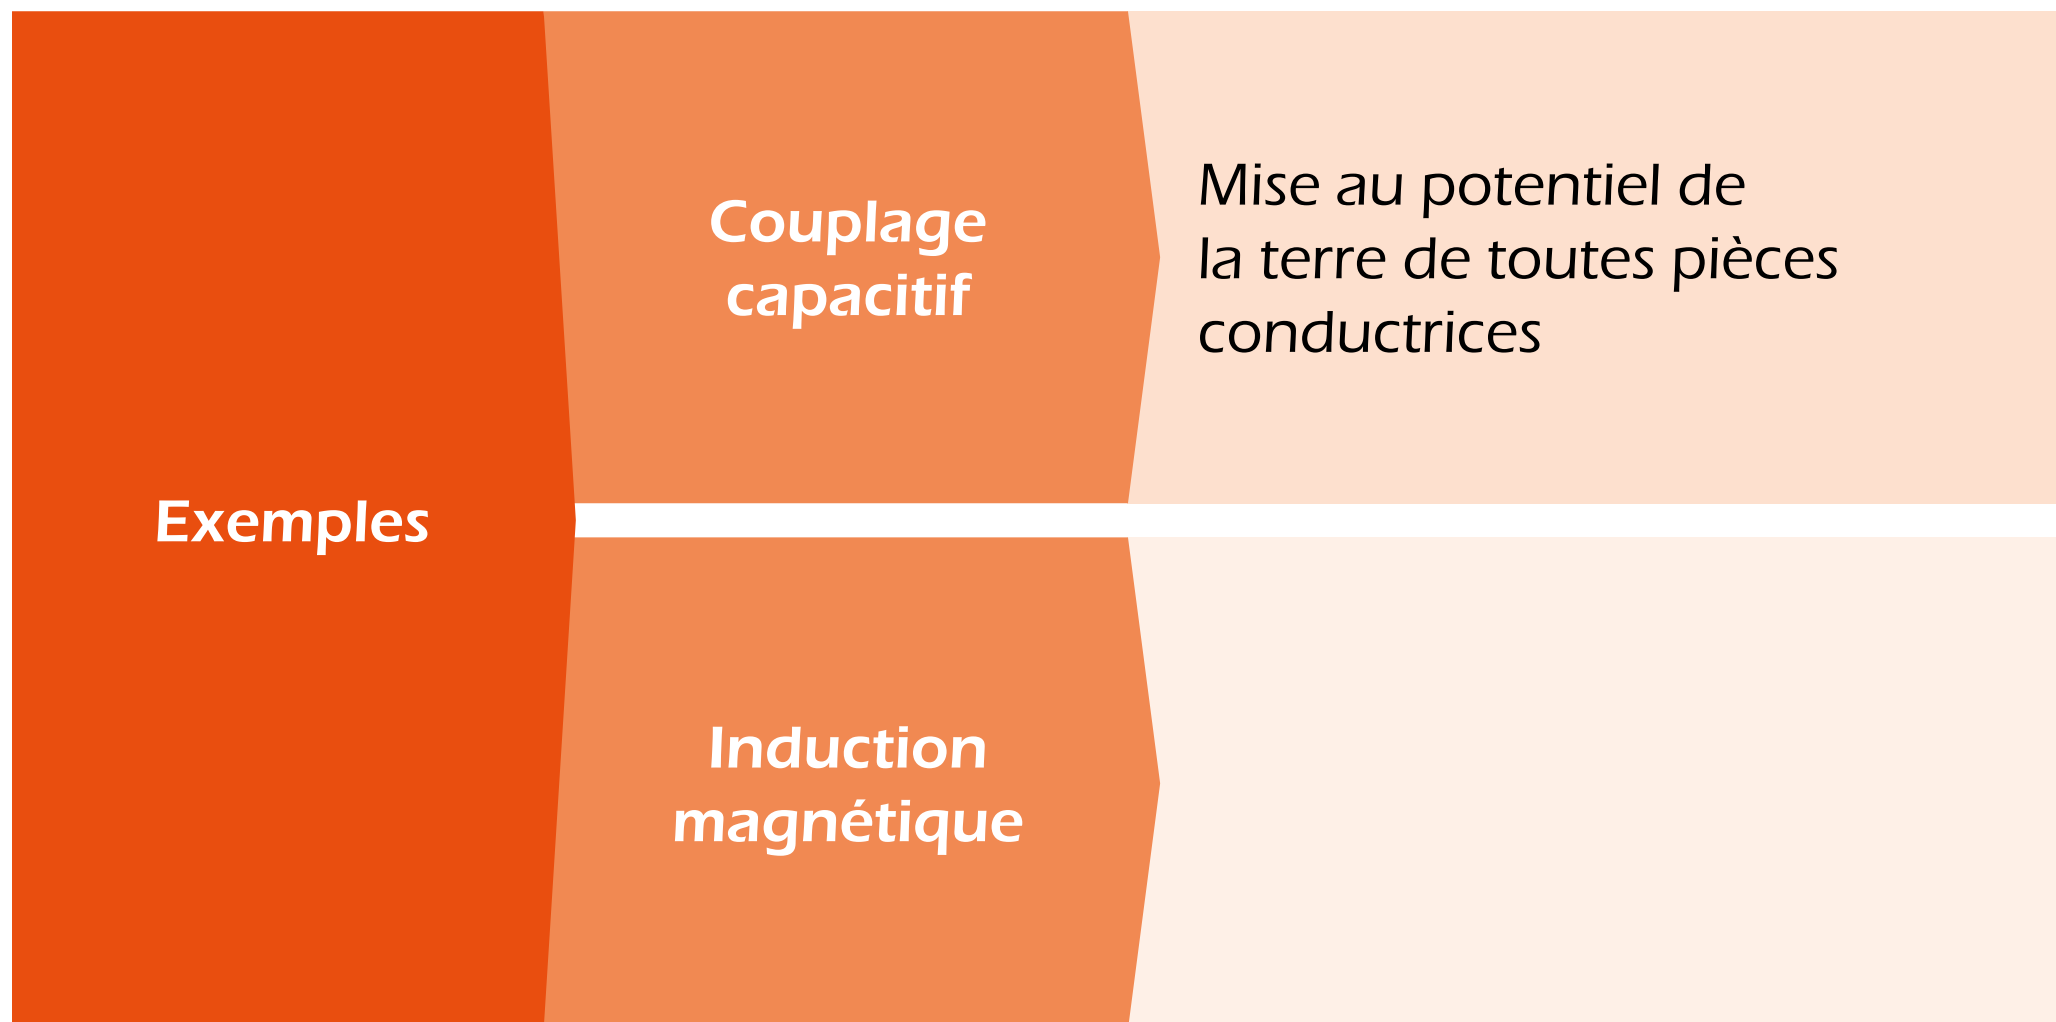 Exemples
Couplage
capacitif
Mise au potentiel de
la terre de toutes pièces
conductrices
Induction
magnétique